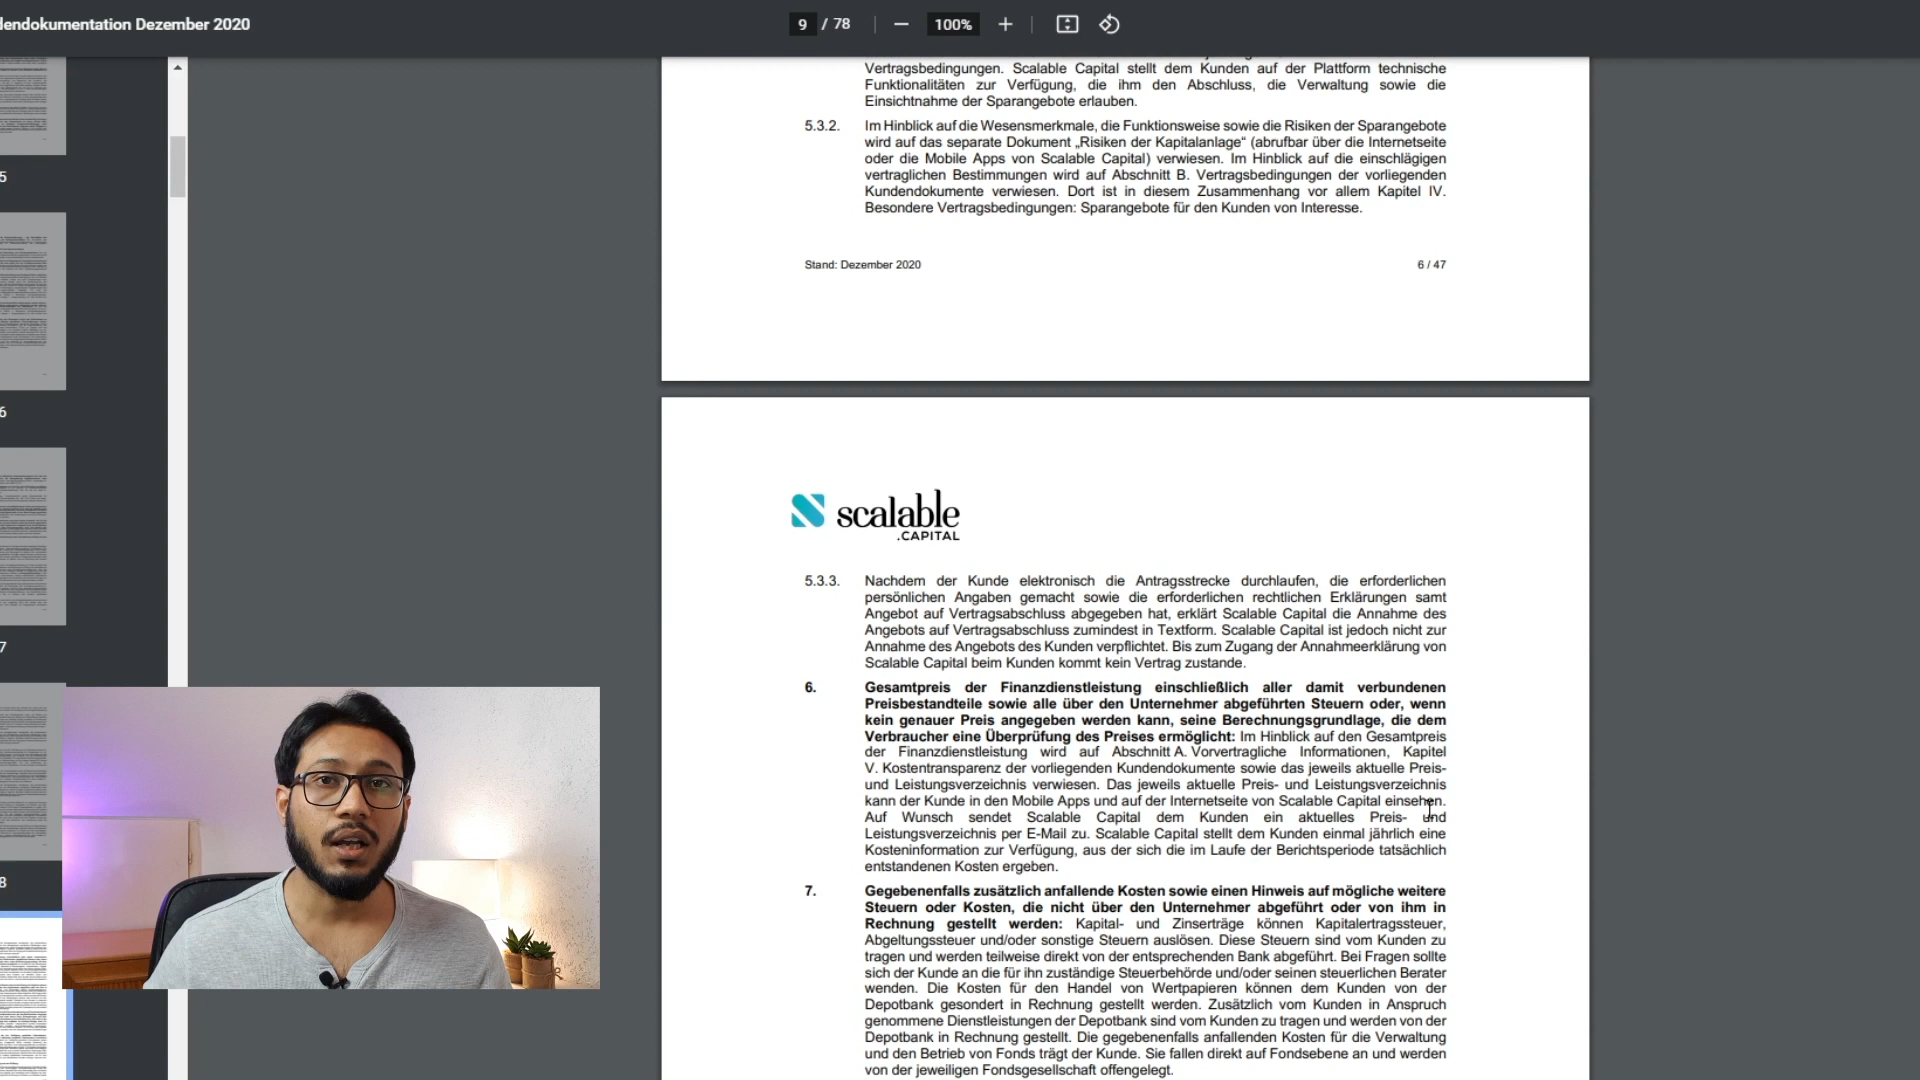 lendokumentation Dezember 2020
9 / 78
100%
5
6
7
8
Vertragsbedingungen. Scalable Capital stellt dem Kunden auf der Plattform technische
Funktionalitäten zur Verfügung, die ihm den Abschluss, die Verwaltung sowie die
Einsichtnahme der Sparangebote erlauben.
5.3.2. Im Hinblick auf die Wesensmerkmale, die Funktionsweise sowie die Risiken der Sparangebote
wird auf das separate Dokument „Risiken der Kapitalanlage“ (abrufbar über die Internetseite
oder die Mobile Apps von Scalable Capital) verwiesen. Im Hinblick auf die einschlägigen
vertraglichen Bestimmungen wird auf Abschnitt B. Vertragsbedingungen der vorliegenden
Kundendokumente verwiesen. Dort ist in diesem Zusammenhang vor allem Kapitel IV.
Besondere Vertragsbedingungen: Sparangebote für den Kunden von Interesse.
Stand: Dezember 2020 6 / 47
scalable
.CAPITAL
5.3.3. Nachdem der Kunde elektronisch die Antragsstrecke durchlaufen, die erforderlichen
persönlichen Angaben gemacht sowie die erforderlichen rechtlichen Erklärungen samt
Angebot auf Vertragsabschluss abgegeben hat, erklärt Scalable Capital die Annahme des
Angebots auf Vertragsabschluss zumindest in Textform. Scalable Capital ist jedoch nicht zur
Annahme des Angebots des Kunden verpflichtet. Bis zum Zugang der Annahmeerklärung von
Scalable Capital beim Kunden kommt kein Vertrag zustande.
6. Gesamtpreis der Finanzdienstleistung einschließlich aller damit verbundenen
Preisbestandteile sowie alle über den Unternehmer abgeführten Steuern oder, wenn
kein genauer Preis angegeben werden kann, seine Berechnungsgrundlage, die dem
Verbraucher eine Überprüfung des Preises ermöglicht: Im Hinblick auf den Gesamtpreis
der Finanzdienstleistung wird auf Abschnitt A. Vorvertragliche Informationen, Kapitel
V. Kostentransparenz der vorliegenden Kundendokumente sowie das jeweils aktuelle Preis-
und Leistungsverzeichnis verwiesen. Das jeweils aktuelle Preis- und Leistungsverzeichnis
kann der Kunde in den Mobile Apps und auf der Internetseite von Scalable Capital einsehen.
Auf Wunsch sendet Scalable Capital dem Kunden ein aktuelles Preis- und
Leistungsverzeichnis per E-Mail zu. Scalable Capital stellt dem Kunden einmal jährlich eine
Kosteninformation zur Verfügung, aus der sich die im Laufe der Berichtsperiode tatsächlich
entstandenen Kosten ergeben.
7. Gegebenenfalls zusätzlich anfallende Kosten sowie einen Hinweis auf mögliche weitere
Steuern oder Kosten, die nicht über den Unternehmer abgeführt oder von ihm in
Rechnung gestellt werden: Kapital- und Zinserträge können Kapitalertragssteuer,
Abgeltungssteuer und/oder sonstige Steuern auslösen. Diese Steuern sind vom Kunden zu
tragen und werden teilweise direkt von der entsprechenden Bank abgeführt. Bei Fragen sollte
sich der Kunde an die für ihn zuständige Steuerbehörde und/oder seinen steuerlichen Berater
wenden. Die Kosten für den Handel von Wertpapieren können dem Kunden von der
Depotbank gesondert in Rechnung gestellt werden. Zusätzlich vom Kunden in Anspruch
genommene Dienstleistungen der Depotbank sind vom Kunden zu tragen und werden von der
Depotbank in Rechnung gestellt. Die gegebenenfalls anfallenden Kosten für die Verwaltung
und den Betrieb von Fonds trägt der Kunde. Sie fallen direkt auf Fondsebene an und werden
von der jeweiligen Fondsgesellschaft offengelegt.